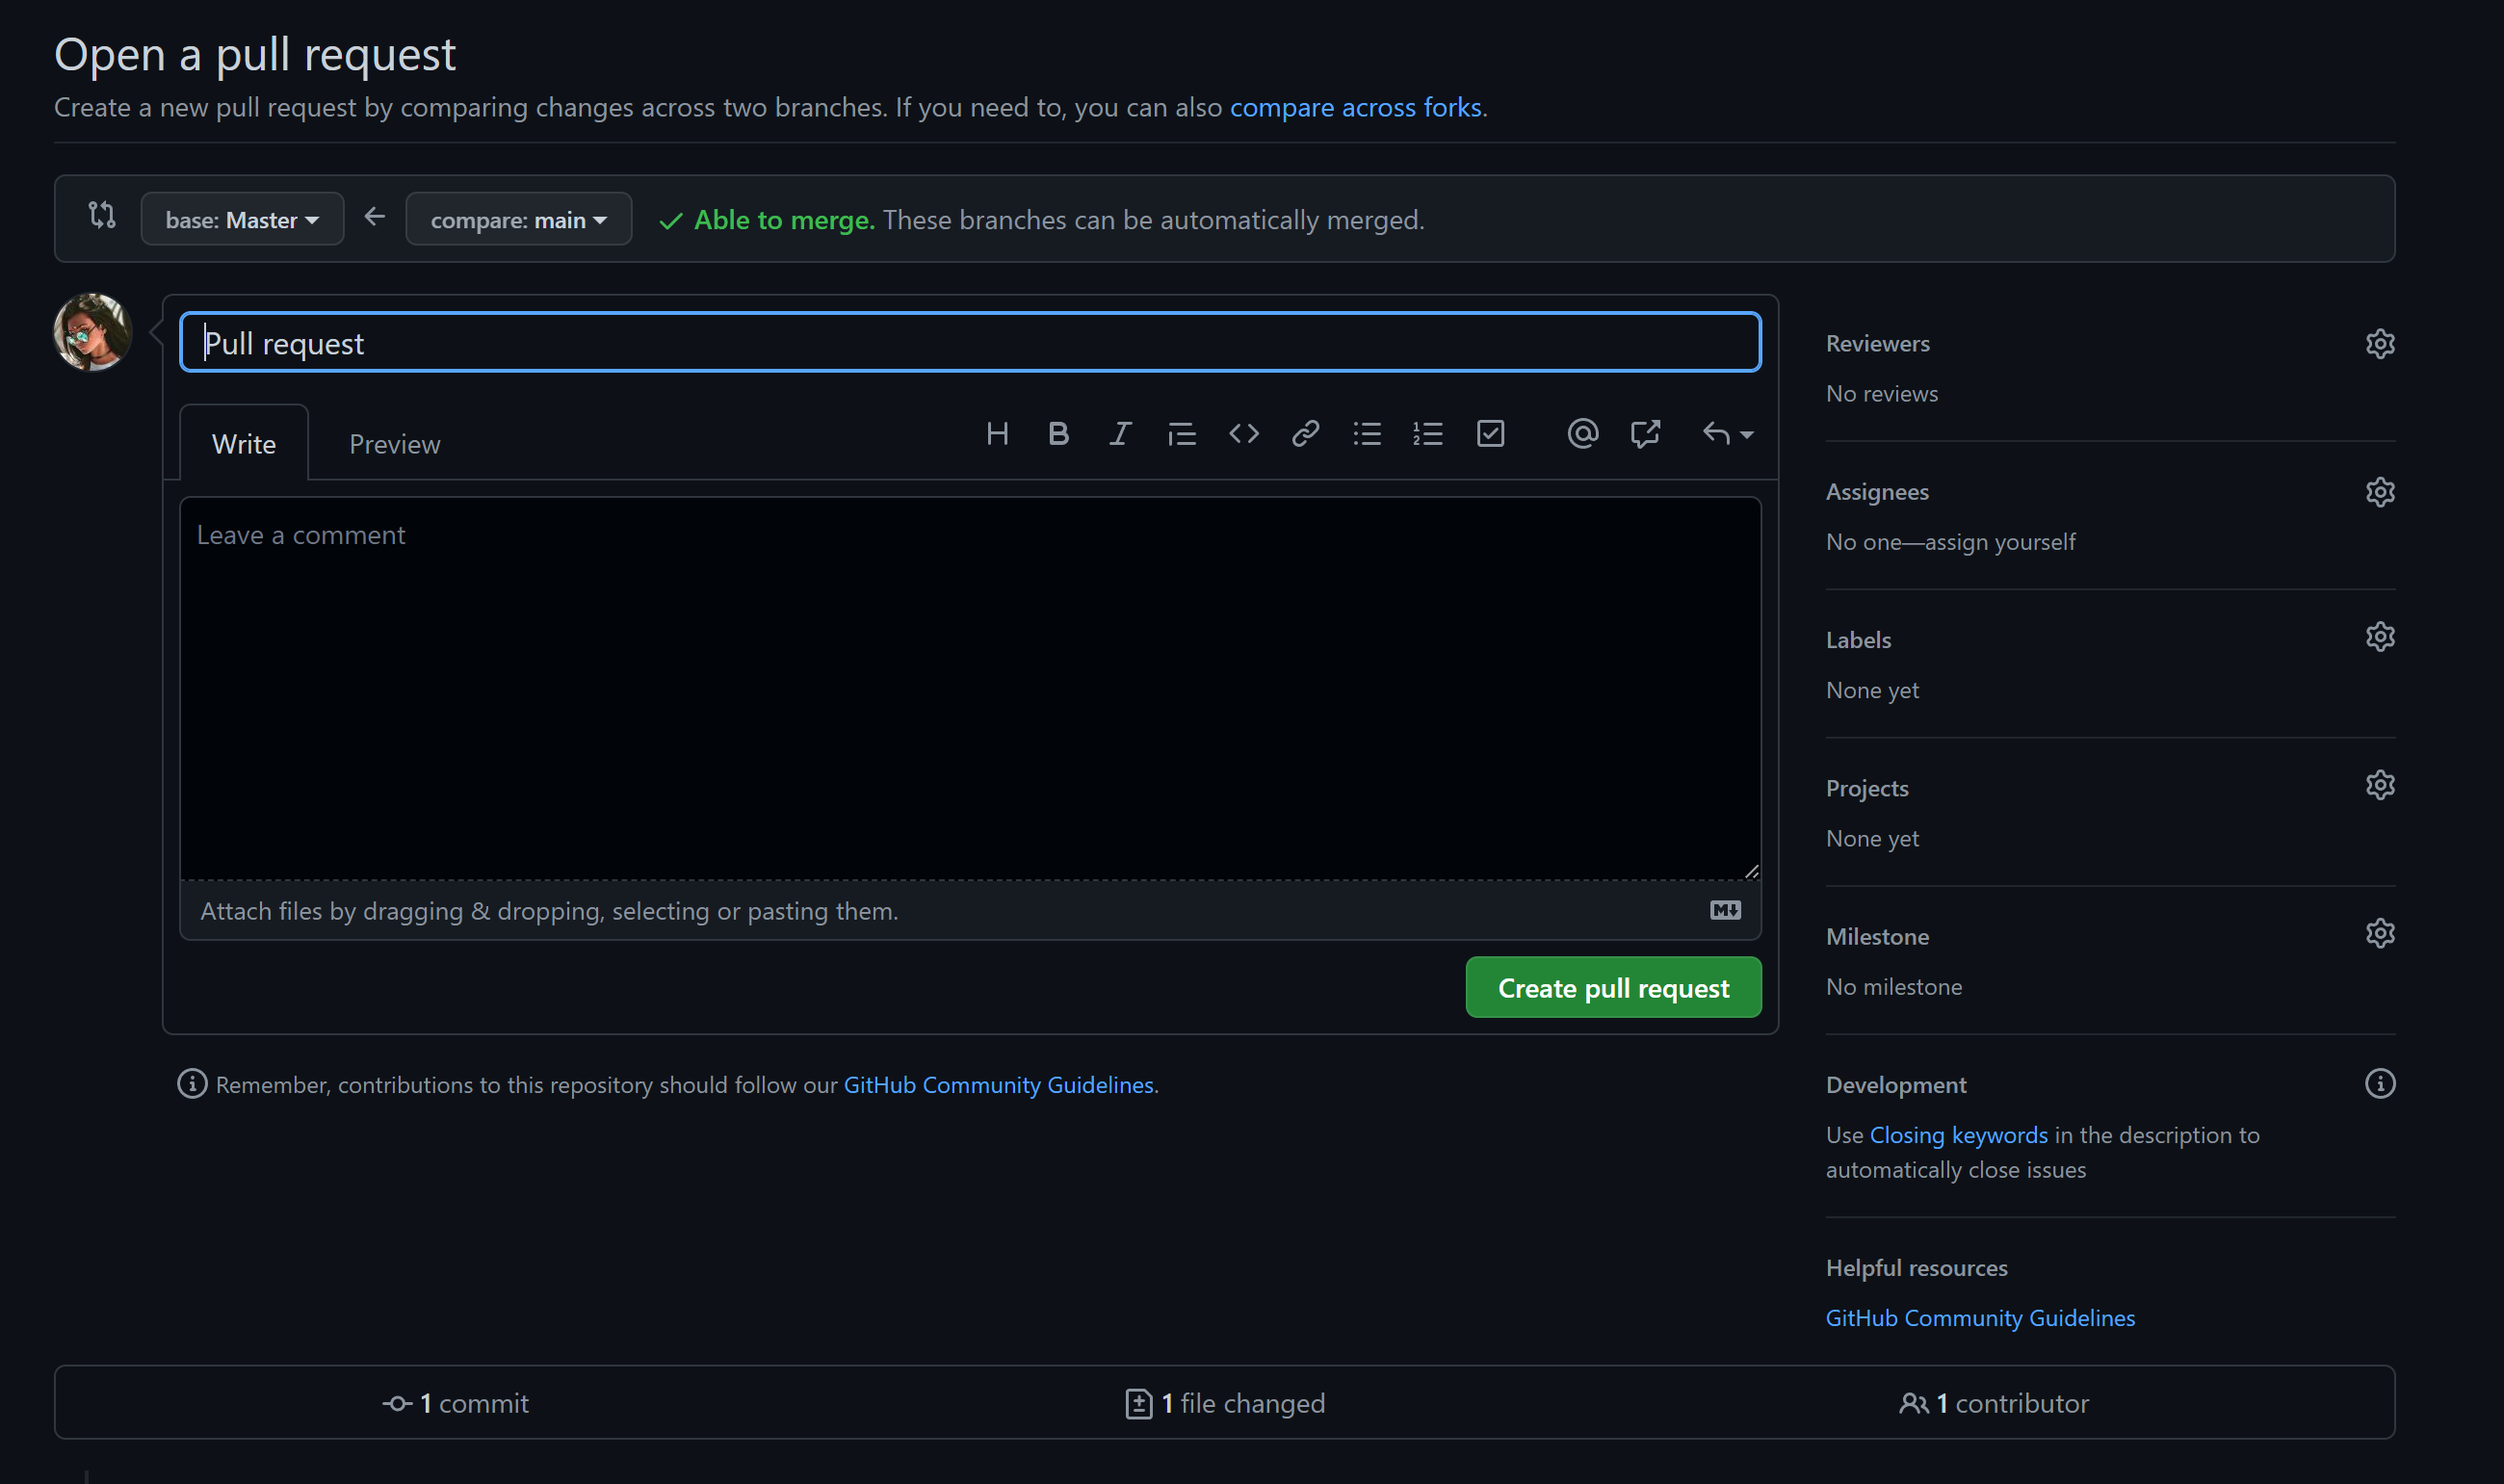 Open a pull request
Create a new pull request by comparing changes across two branches. If you need to, you can also compare across forks.
base: Master compare: main Able to merge. These branches can be automatically merged.
Pull request
Write Preview
Leave a comment
Attach files by dragging & dropping, selecting or pasting them.
Create pull request
Remember, contributions to this repository should follow our GitHub Community Guidelines.
Reviewers
No reviews
Assignees
No one—assign yourself
Labels
None yet
Projects
None yet
Milestone
No milestone
Development
Use Closing keywords in the description to
automatically close issues
Helpful resources
GitHub Community Guidelines
1 commit 1 file changed 1 contributor